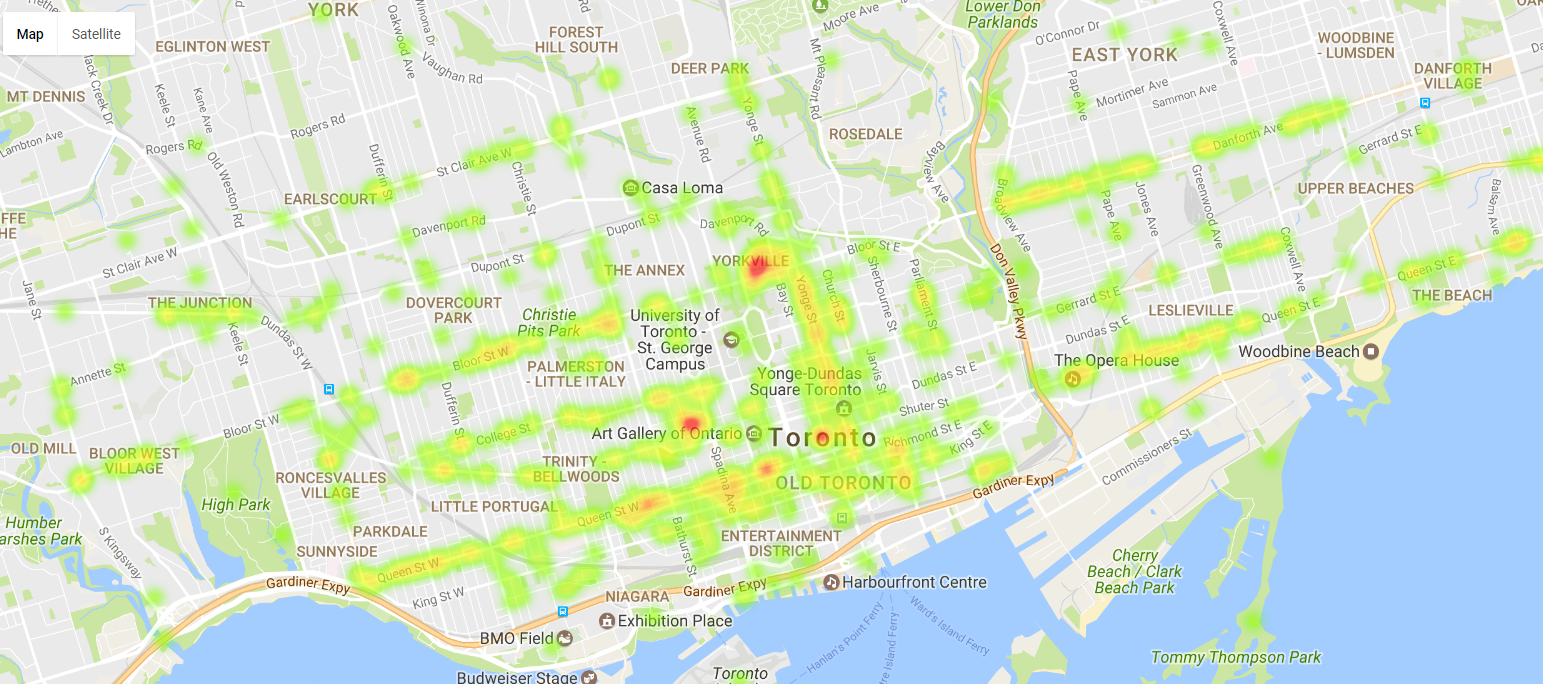 Map Satellite
YORK
Oakwood Ave
Winona Dr
EGLINTON WEST
FOREST
HILL SOUTH
Vaughan Rd
DEER PARK
Moore Ave
Mt Pleasant Rd
Lower Don
Parklands
O'Connor Dr
EAST YORK
Coxwell Ave
WOODBINE
- LUMSDEN
DANFORTH
VILLAGE
MT DENNIS
Black Creek Dr
Keele St
Kane Ave
Rogers Rd
Avenue Rd
Yonge St
ROSEDALE
Bayview Ave
Pape Ave
Mortimer Ave
Sammon Ave
Danforth Ave
Gerrard St E
Lambton Ave
Rogers Rd
Old Weston Rd
Dufferin St
St Clair Ave W
Christie St
EARLSCOURT
Casa Loma
Broadview Ave
Pape Ave
Jones Ave
Greenwood Ave
UPPER BEACHES
Balsam Ave
Davenport Rd
Dupont St
Davenport Rd
Bloor St E
St Clair Ave W
Dupont St
THE ANNEX
YORKVILLE
Sherbourne St
Parliament St
Don Valley Pkwy
Coxwell Ave
Queen St E
THE BEACH
Jane St
THE JUNCTION
Keele St
Dundas St W
DOVERCOURT
PARK
Christie
Pits Park
Bay St
Yonge St
Church St
Gerrard St E
LESLIEVILLE
Queen St E
University of
Toronto -
St. George
Campus
Bloor St W
Dundas St E
Annette St
PALMERSTON
- LITTLE ITALY
Yonge-Dundas
Square Toronto
Jarvis St
Dundas St E
The Opera House
Woodbine Beach
Dufferin St
Shuter St
Bloor St W
College St
Art Gallery of Ontario
Toronto
Richmond St E
King St E
OLD MILL
BLOOR WEST
VILLAGE
Commissioners St
RONCESVALLES
VILLAGE
TRINITY -
BELLWOODS
Spadina Ave
OLD TORONTO
Gardiner Expy
High Park
LITTLE PORTUGAL
Queen St W
Humber
arshes Park
S Kingsway
PARKDALE
SUNNYSIDE
Bathurst St
ENTERTAINMENT
DISTRICT
Queen St W
Cherry
Beach / Clark
Beach Park
Gardiner Expy
King St W
NIAGARA
Gardiner Expy
Harbourfront Centre
Exhibition Place
BMO Field
Hanlan's Point Ferry
Ward's Island Ferry
Tommy Thompson Park
Budweiser Stage
Toronto